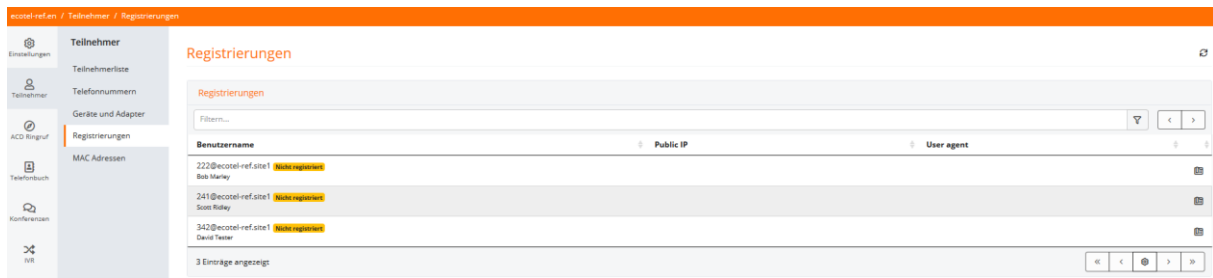 ecotel-ref.en / Teilnehmer / Registrierungen
Einstellungen
Teilnehmer
ACD Ringruf
Telefonbuch
Konferenzen
IVR
Teilnehmer
Teilnehmerliste
Telefonnummern
Geräte und Adapter
Registrierungen
MAC Adressen
Registrierungen
Registrierungen
Filtern...
Benutzername Public IP User agent
222@ecotel-ref.site1 Nicht registriert
Bob Marley
241@ecotel-ref.site1 Nicht registriert
Scott Ridley
342@ecotel-ref.site1 Nicht registriert
David Tester
3 Einträge angezeigt